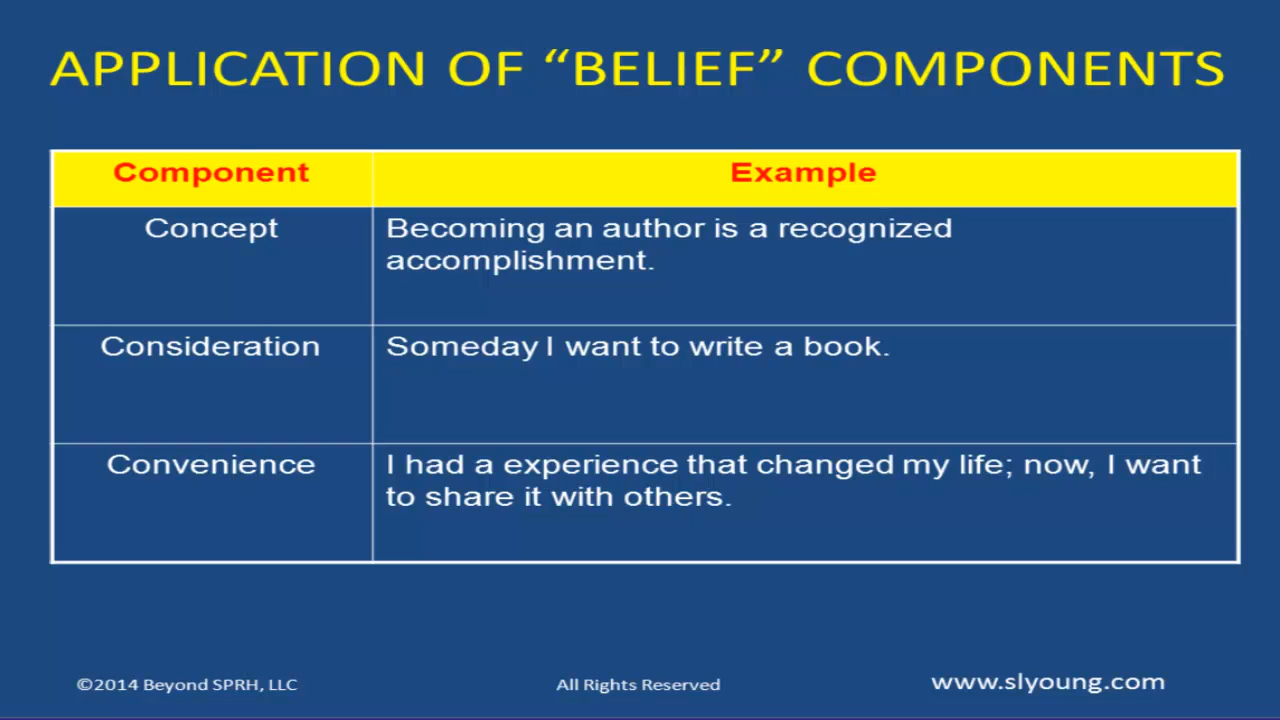 APPLICATION OF “BELIEF” COMPONENTS
Component
Example
Concept
Becoming an author is a recognized
accomplishment.
Consideration
Someday I want to write a book.
Convenience
I had a experience that changed my life; now, I want
to share it with others.
©2014 Beyond SPRH, LLC
All Rights Reserved
www.slyoung.com